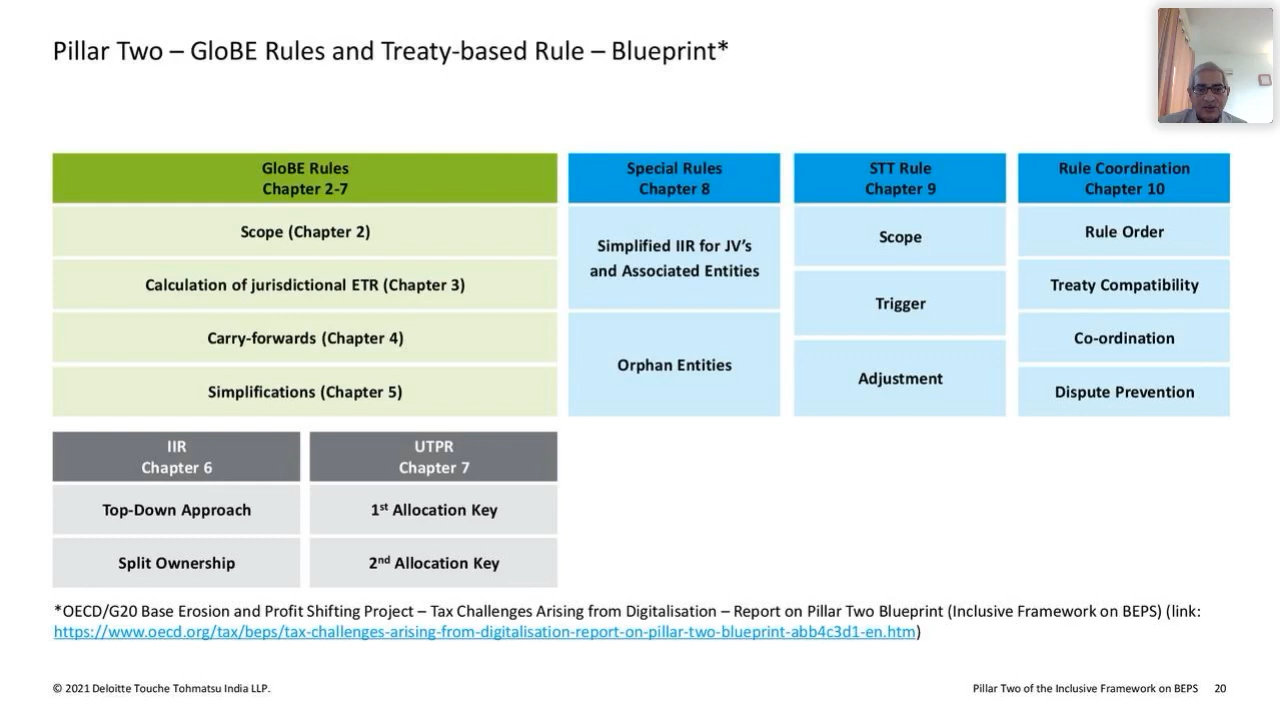 Pillar Two – GloBE Rules and Treaty-based Rule – Blueprint*
GloBE Rules
Chapter 2-7
Scope (Chapter 2)
Calculation of jurisdictional ETR (Chapter 3)
Carry-forwards (Chapter 4)
Simplifications (Chapter 5)
Special Rules
Chapter 8
Simplified IIR for JV’s
and Associated Entities
Orphan Entities
STT Rule
Chapter 9
Scope
Trigger
Adjustment
Rule Coordination
Chapter 10
Rule Order
Treaty Compatibility
Co-ordination
Dispute Prevention
IIR
Chapter 6
Top-Down Approach
Split Ownership
UTPR
Chapter 7
1st Allocation Key
2nd Allocation Key
*OECD/G20 Base Erosion and Profit Shifting Project – Tax Challenges Arising from Digitalisation – Report on Pillar Two Blueprint (Inclusive Framework on BEPS) (link:
https://www.oecd.org/tax/beps/tax-challenges-arising-from-digitalisation-report-on-pillar-two-blueprint-abb4c3d1-en.htm)
© 2021 Deloitte Touche Tohmatsu India LLP.
Pillar Two of the Inclusive Framework on BEPS 20